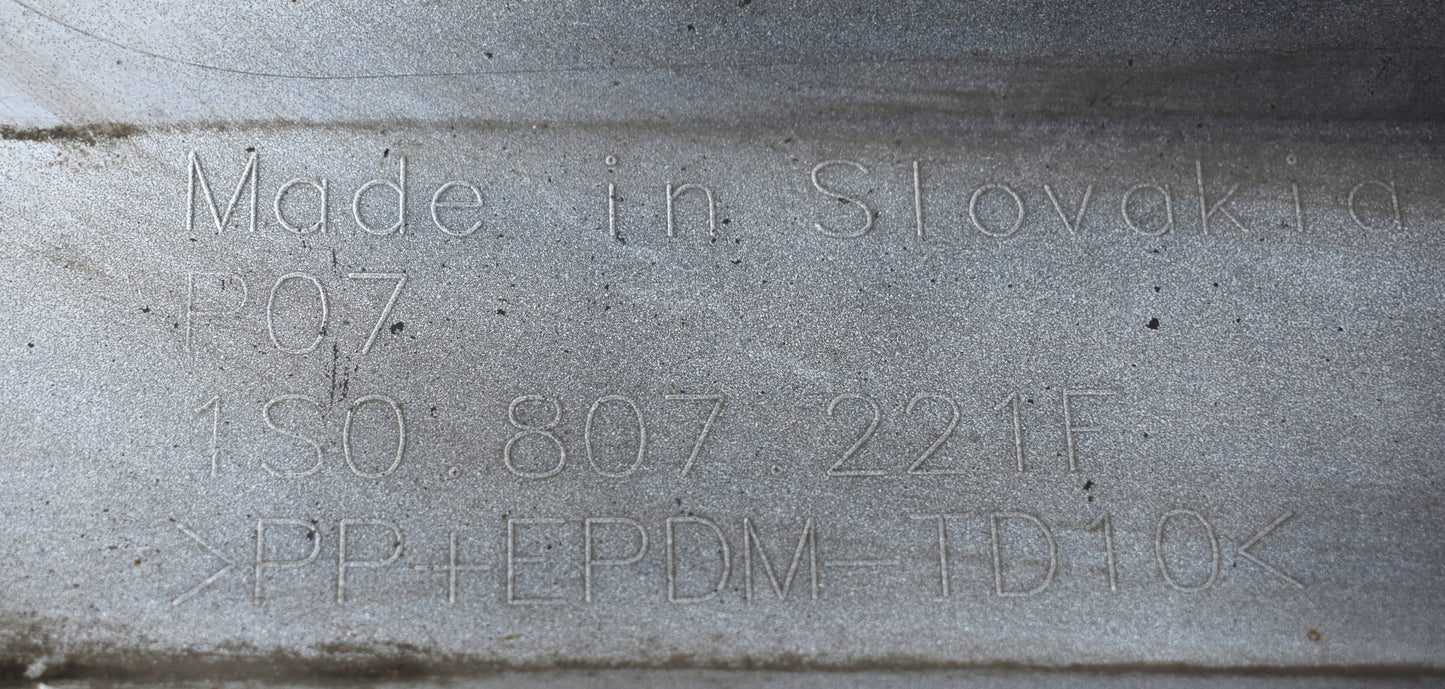 Made in Slovakia
P07
1S0.807.221F
>PP+EPDM-TD10<